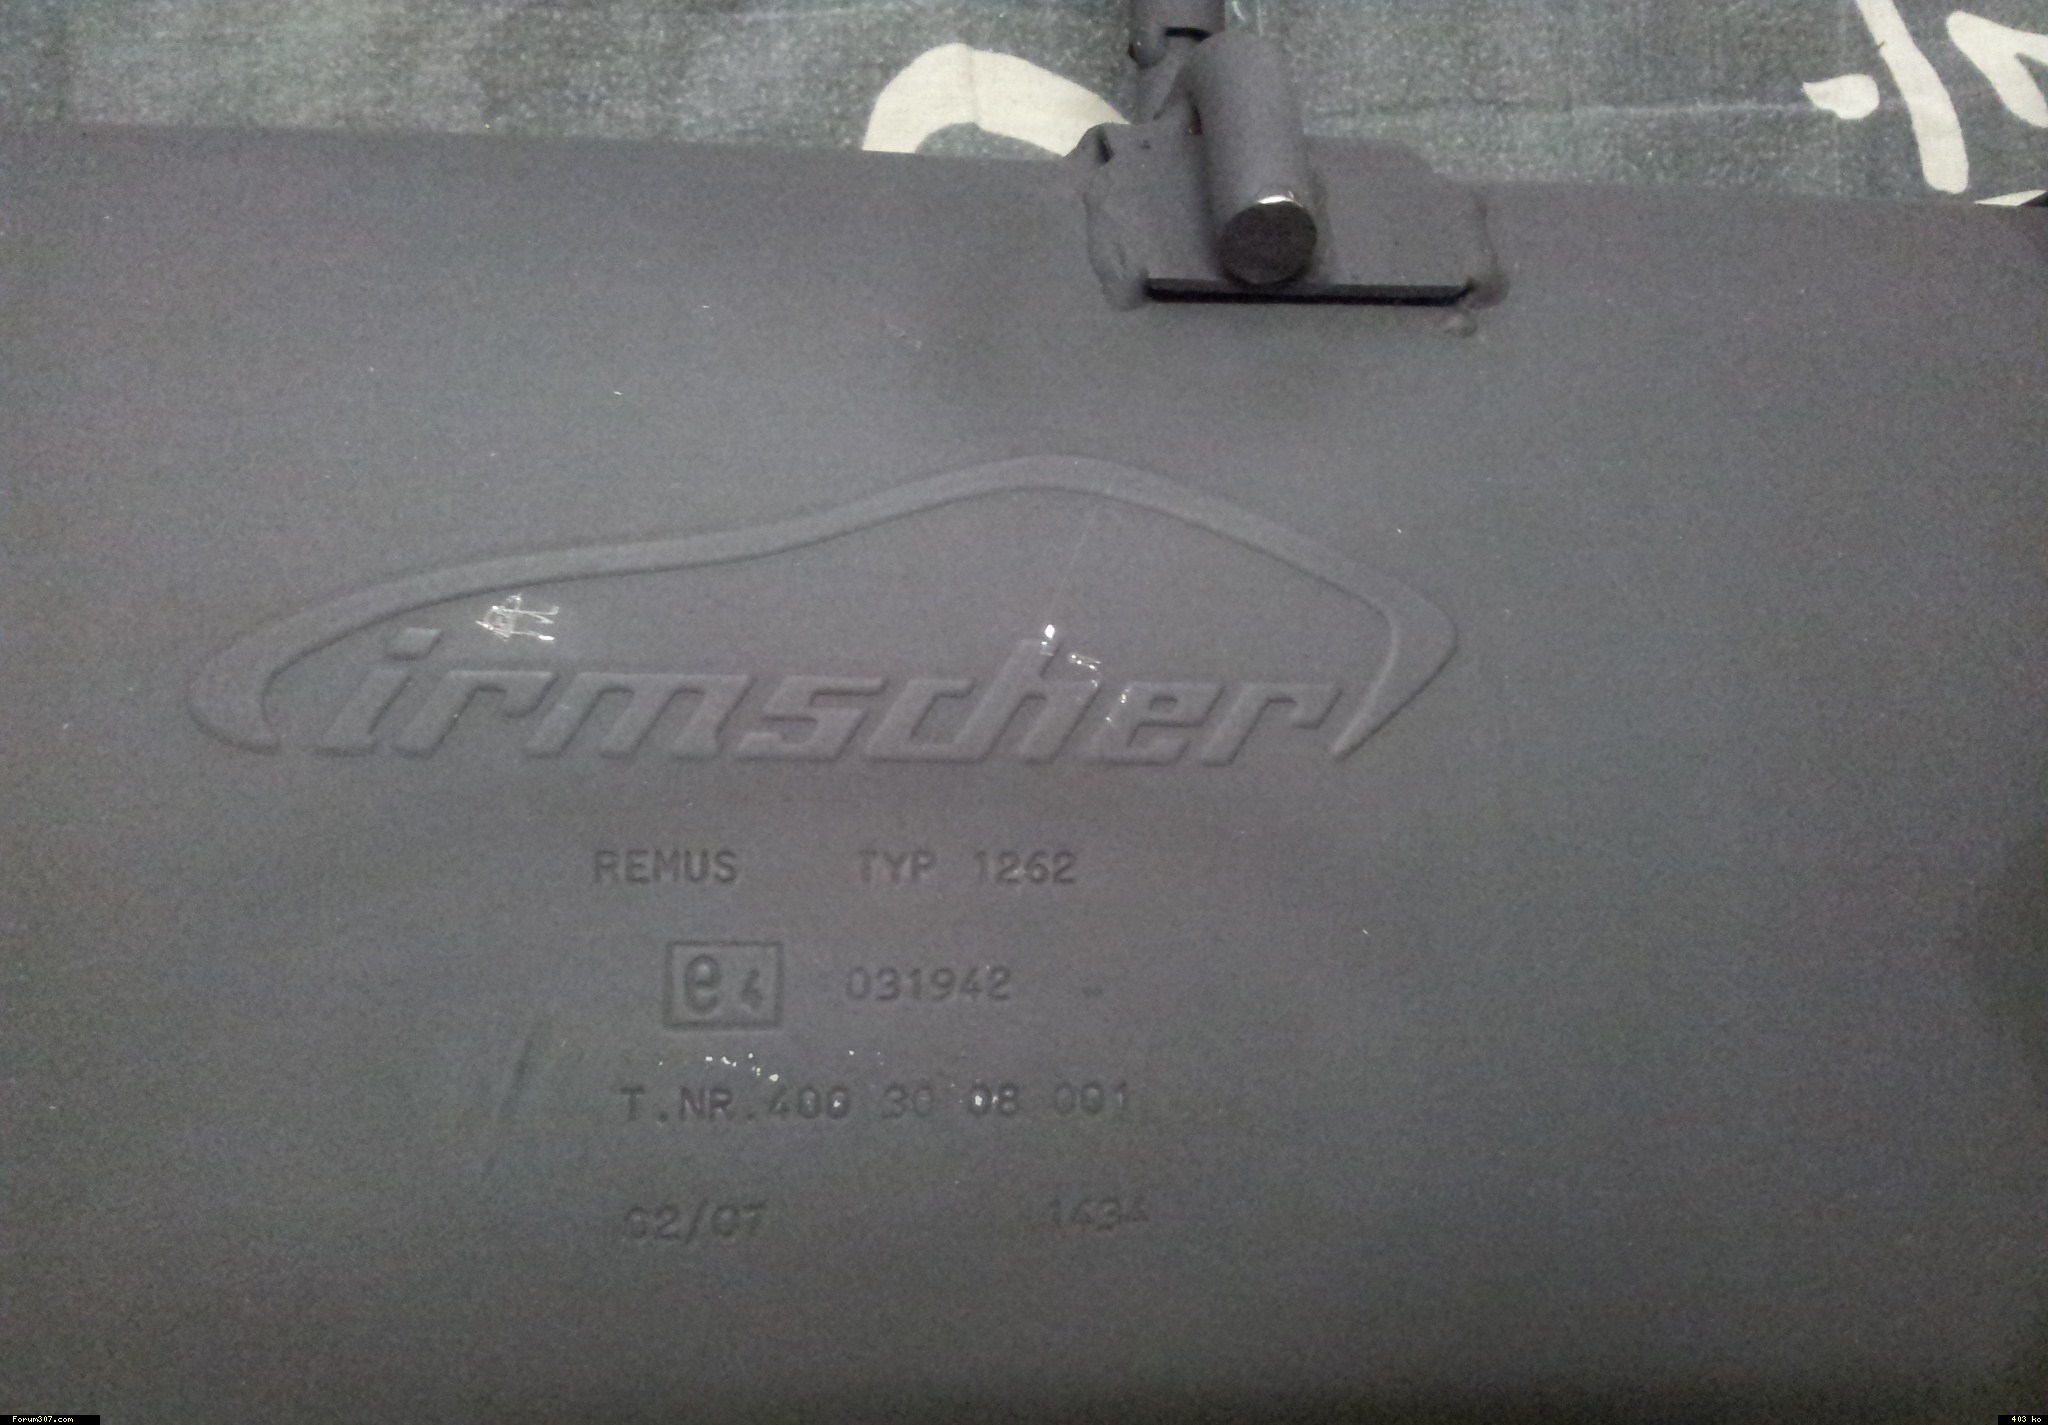 irmscher
REMUS TYP 1262
e4 031942
T.NR.400 30 08 001
02/07 1434
Forum307.com
403 ko